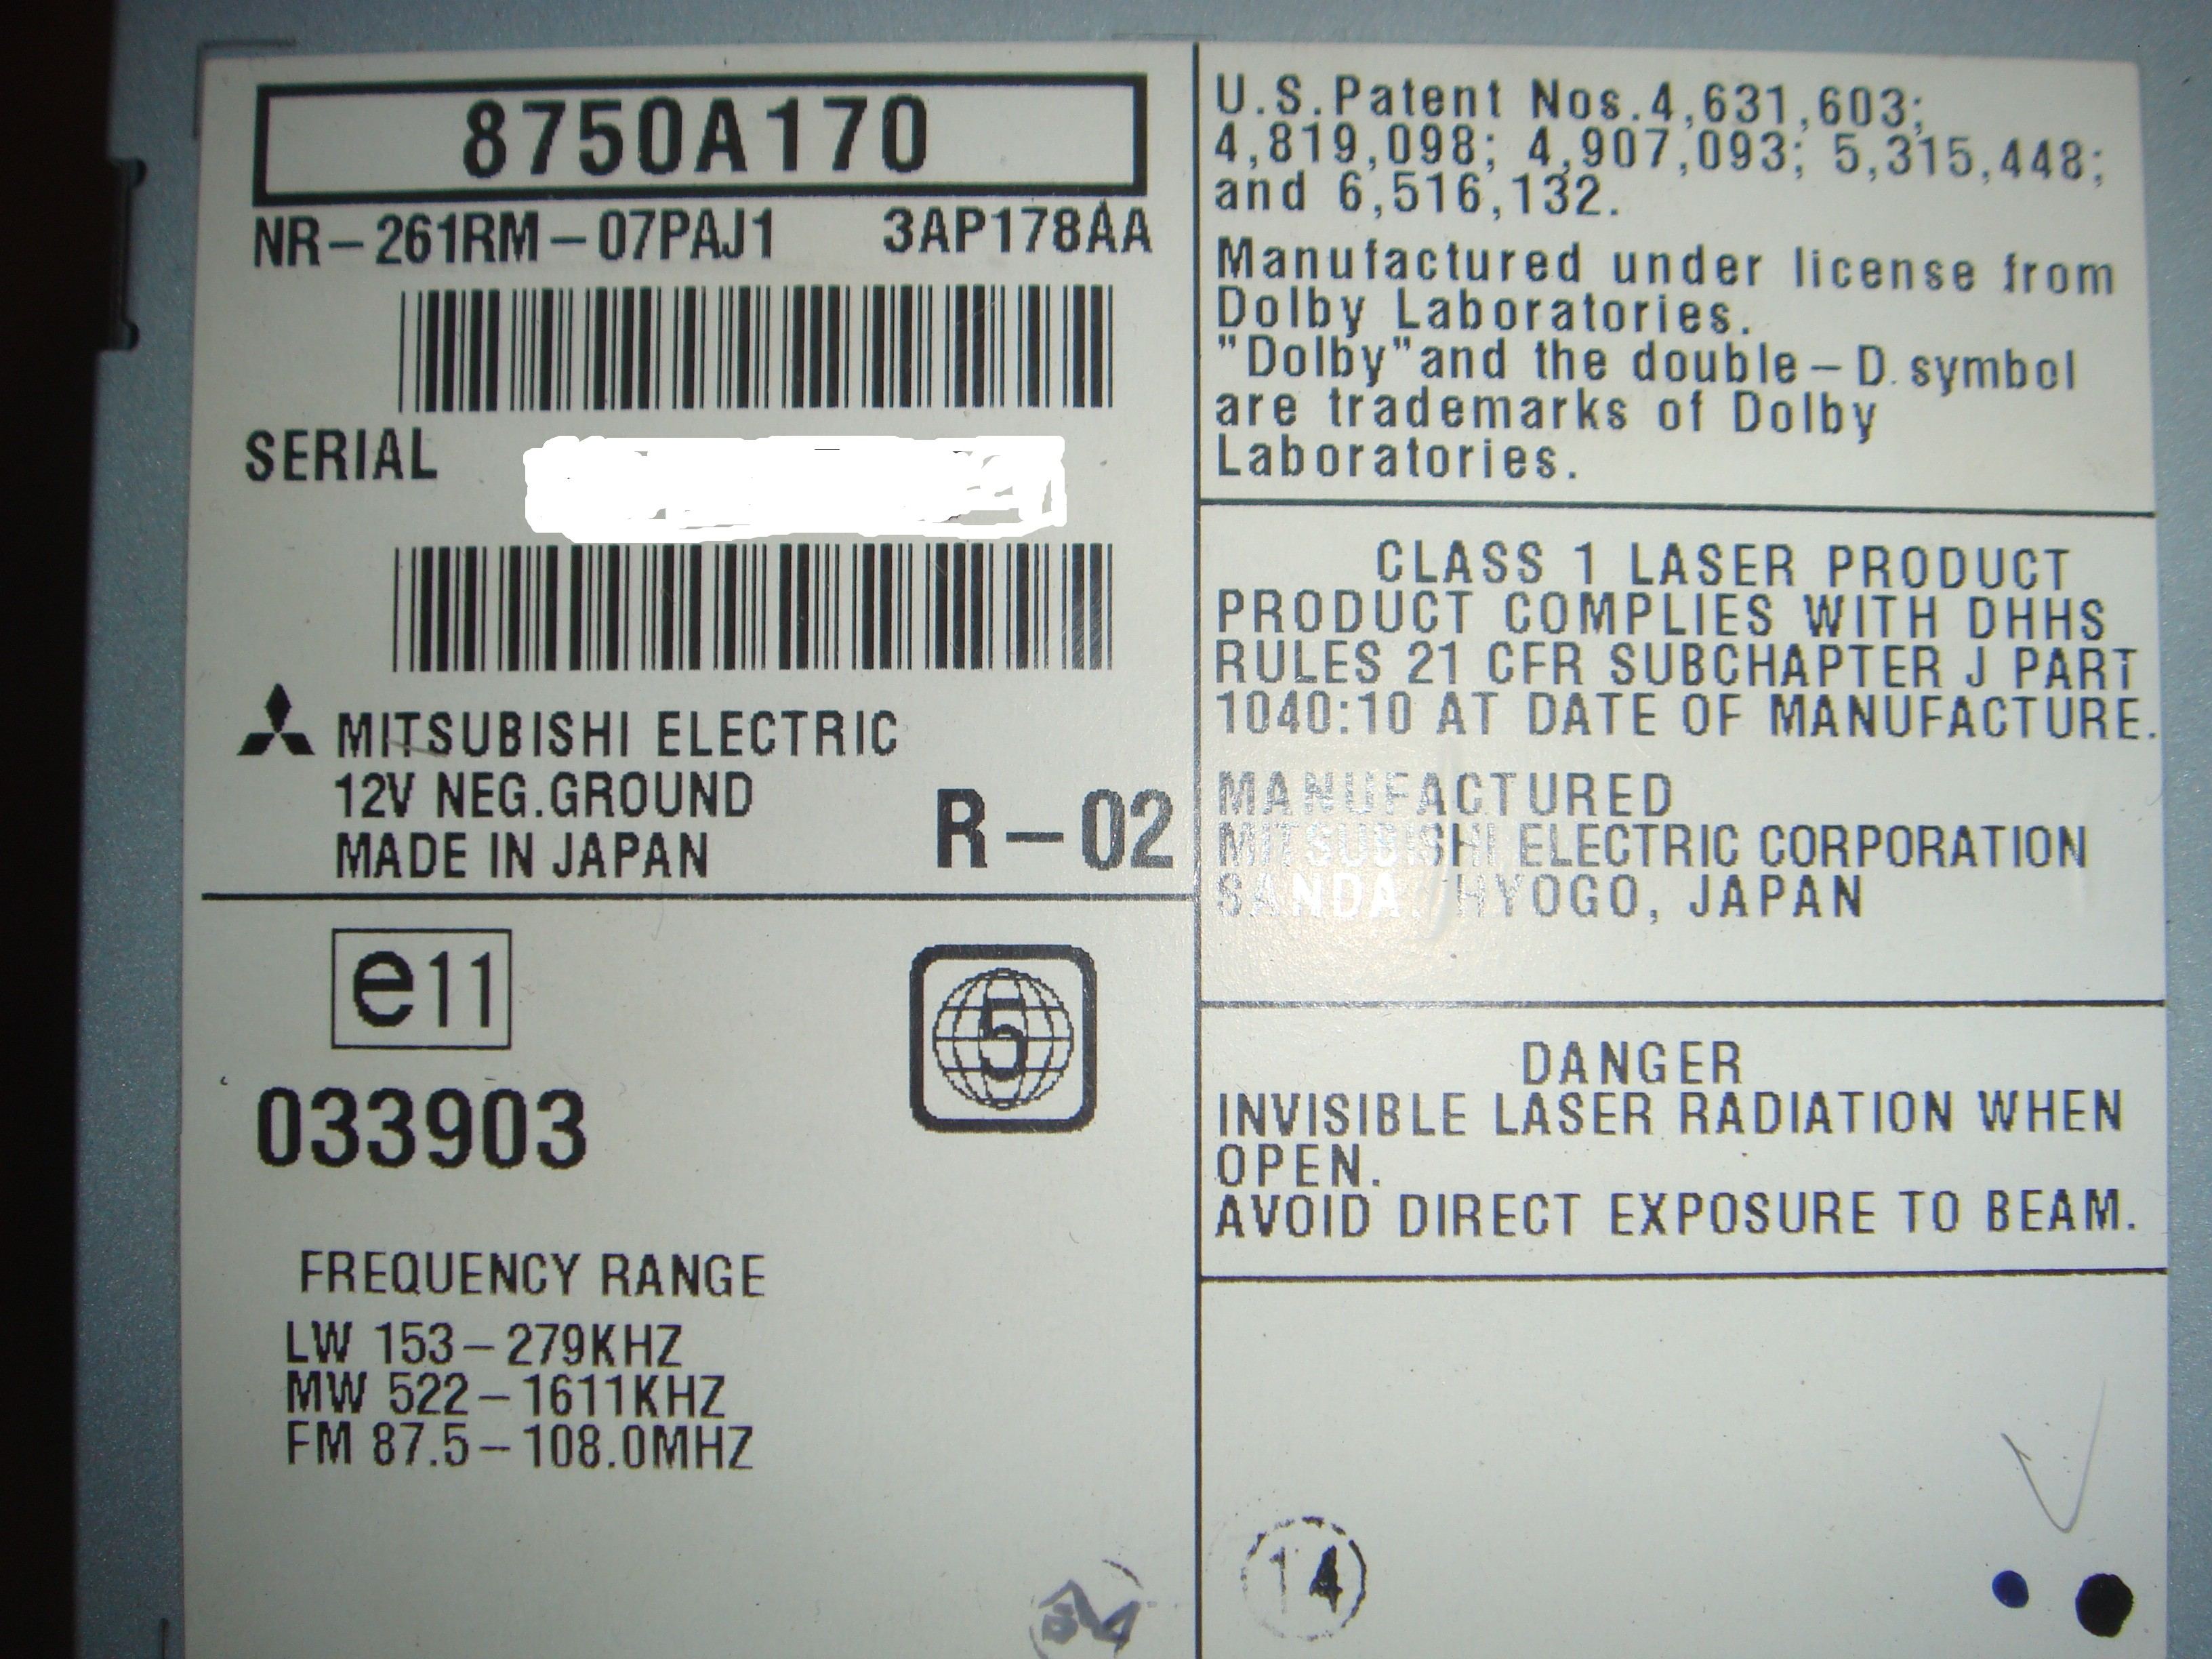 8750A170
NR-261RM-07PAJ1 3AP178AA
SERIAL
MITSUBISHI ELECTRIC
12V NEG.GROUND
MADE IN JAPAN
R-02
e11
5
033903
FREQUENCY RANGE
LW 153-279KHZ
MW 522-1611KHZ
FM 87.5-108.0MHZ
U.S.Patent Nos.4,631,603;
4,819,098; 4,907,093; 5,315,448;
and 6,516,132.
Manufactured under license from
Dolby Laboratories.
"Dolby"and the double-D symbol
are trademarks of Dolby
Laboratories.
CLASS 1 LASER PRODUCT
PRODUCT COMPLIES WITH DHHS
RULES 21 CFR SUBCHAPTER J PART
1040:10 AT DATE OF MANUFACTURE.
MANUFACTURED
MITSUBISHI ELECTRIC CORPORATION
SANDA, HYOGO, JAPAN
DANGER
INVISIBLE LASER RADIATION WHEN
OPEN.
AVOID DIRECT EXPOSURE TO BEAM.
14